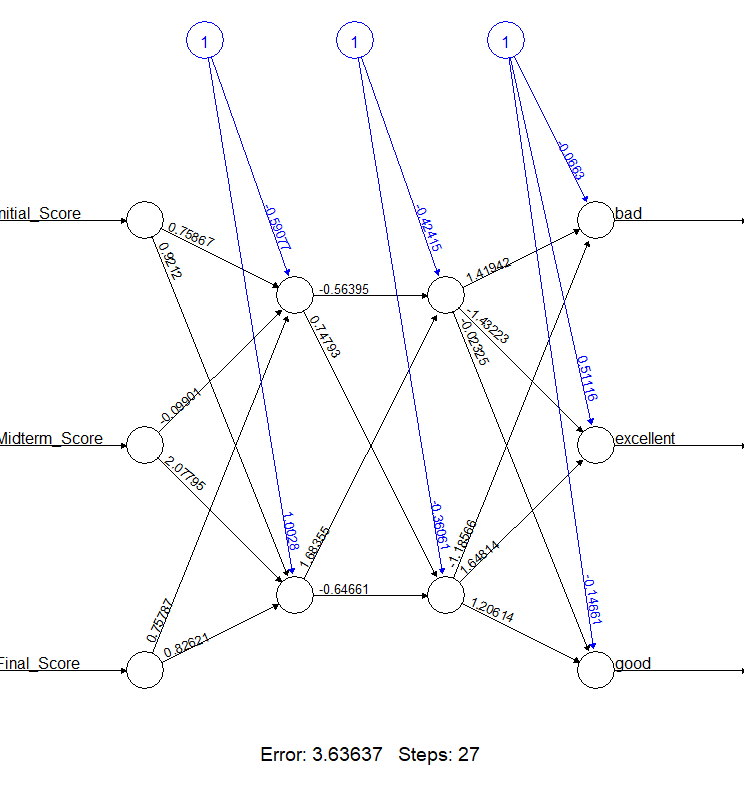 1 1 1
-0.0663
nitial_Score
0.75867
-0.59077
-0.42415
bad
0.9212
1.41942
-0.56395
0.74793
-1.43223
-0.02325
0.51116
-0.09901
Midterm_Score
excellent
2.07795
1.0028
1.68355
-0.36061
-1.18566
1.64814
-0.64661
-0.14661
0.75787
1.20614
0.82621
Final_Score
good
Error: 3.63637 Steps: 27